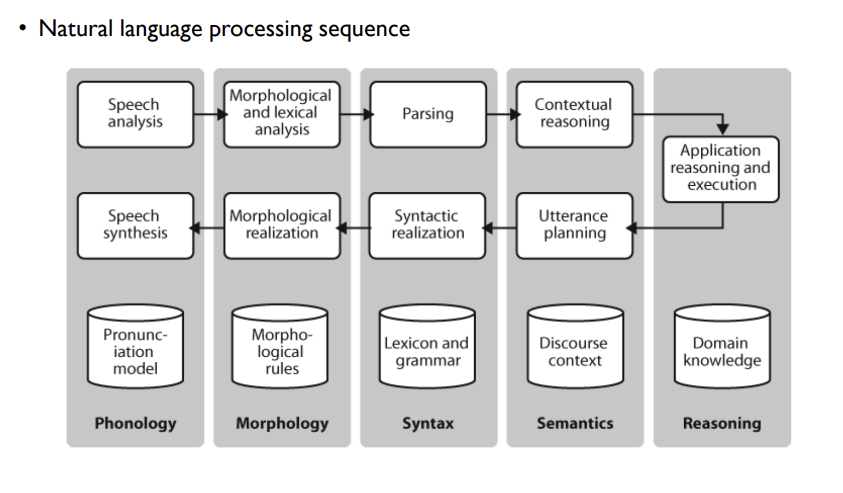 • Natural language processing sequence
Speech
analysis
Morphological
and lexical
analysis
Parsing
Contextual
reasoning
Application
reasoning and
execution
Speech
synthesis
Morphological
realization
Syntactic
realization
Utterance
planning
Pronunc-
iation
model
Morpho-
logical
rules
Lexicon and
grammar
Discourse
context
Domain
knowledge
Phonology
Morphology
Syntax
Semantics
Reasoning